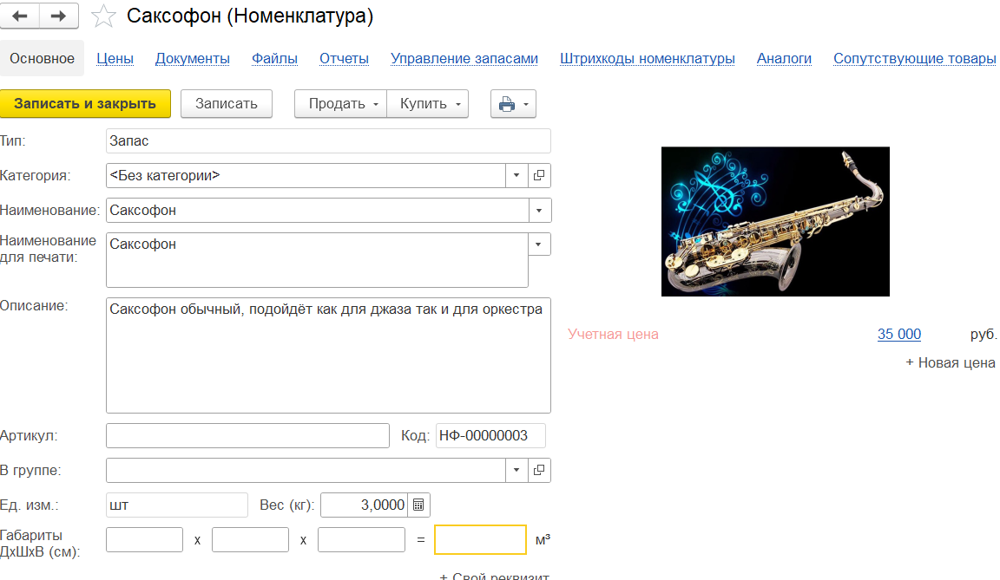 Саксофон (Номенклатура)
Основное Цены Документы Файлы Отчеты Управление запасами Штрихкоды номенклатуры Аналоги Сопутствующие товары
Записать и закрыть Записать Продать Купить
Тип: Запас
Категория: <Без категории>
Наименование: Саксофон
Наименование для печати: Саксофон
Описание: Саксофон обычный, подойдёт как для джаза так и для оркестра
Учетная цена 35 000 руб.
+ Новая цена
Артикул: Код: НФ-00000003
В группе:
Ед. изм.: шт Вес (кг): 3,0000
Габариты ДхШхВ (см): x x = м³
+ Свой реквизит